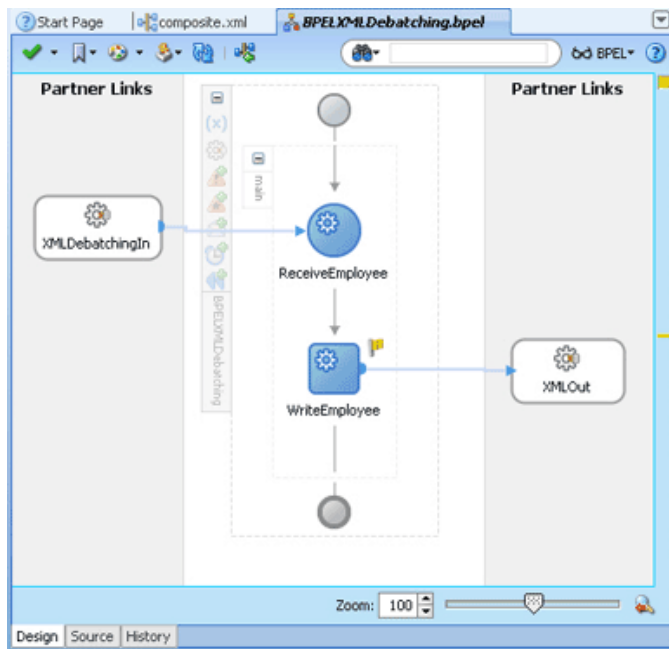 Start Page composite.xml BPELXMLDebatching.bpel
BPEL
Partner Links Partner Links
(x)
main
XMLDebatchingIn
ReceiveEmployee
BPELXMLDebatching
WriteEmployee
XMLOut
Zoom: 100
Design Source History